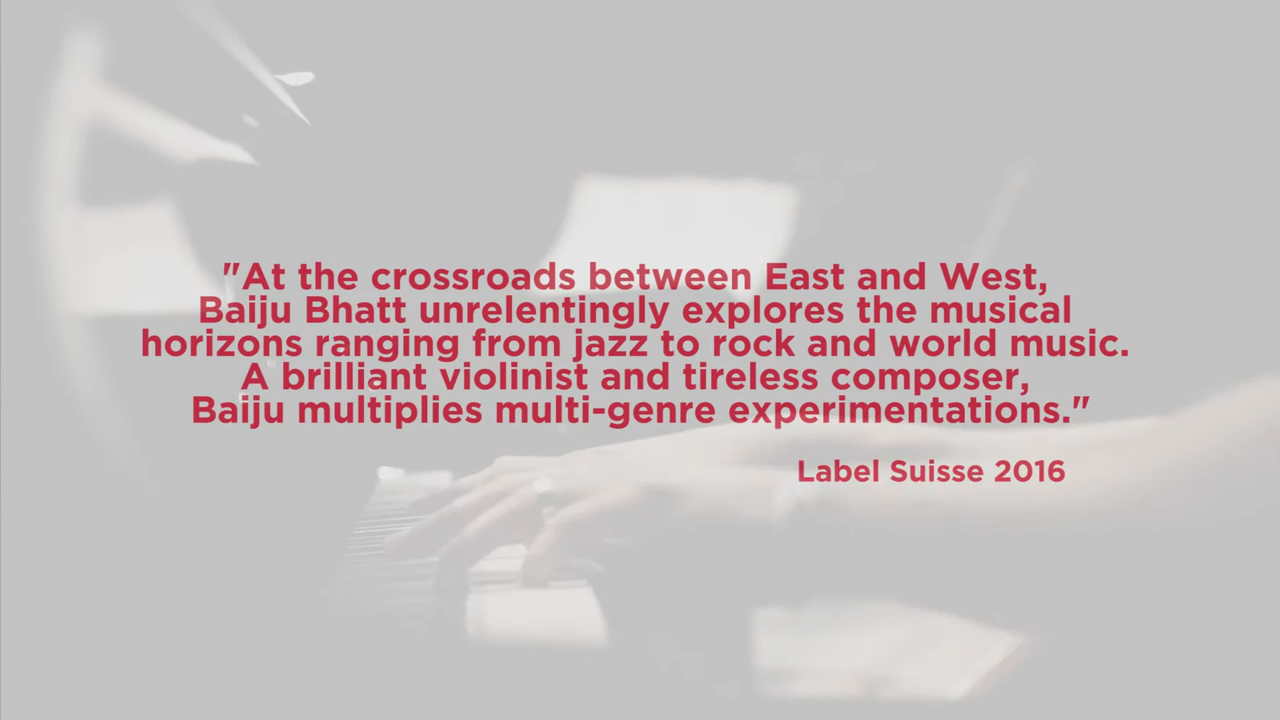 "At the crossroads between East and West,
Baiju Bhatt unrelentingly explores the musical
horizons ranging from jazz to rock and world music.
A brilliant violinist and tireless composer,
Baiju multiplies multi-genre experimentations."
Label Suisse 2016